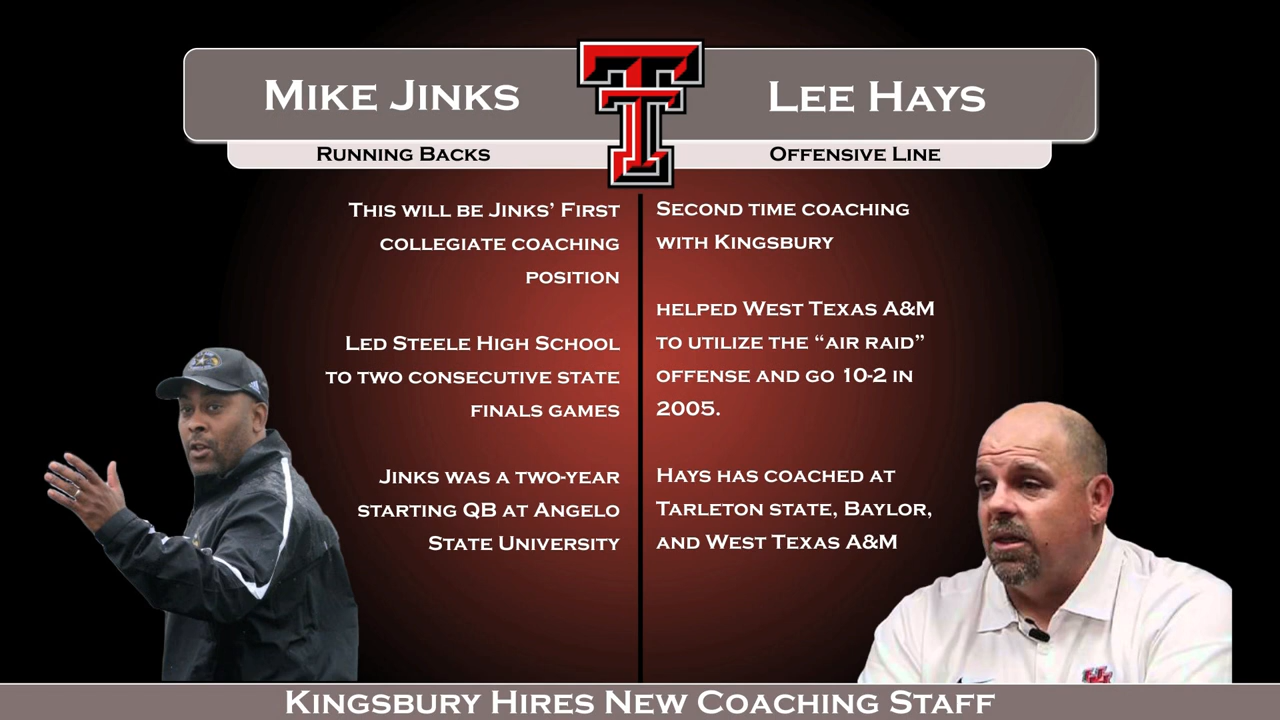 Mike Jinks
Lee Hays
Running Backs
Offensive Line
This will be Jinks’ First
collegiate coaching
position
Led Steele High School
to two consecutive state
finals games
Jinks was a two-year
starting QB at Angelo
State University
Second time coaching
with Kingsbury
helped West Texas A&M
to utilize the “air raid”
offense and go 10-2 in
2005.
Hays has coached at
Tarleton state, Baylor,
and West Texas A&M
Kingsbury Hires New Coaching Staff